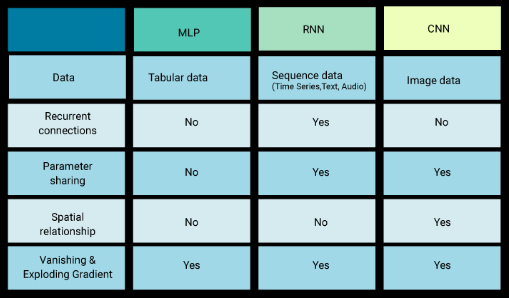 MLP RNN CNN
Data Tabular data Sequence data Image data
(Time Series,Text, Audio)
Recurrent connections No Yes No
Parameter sharing No Yes Yes
Spatial relationship No No Yes
Vanishing & Exploding Gradient Yes Yes Yes